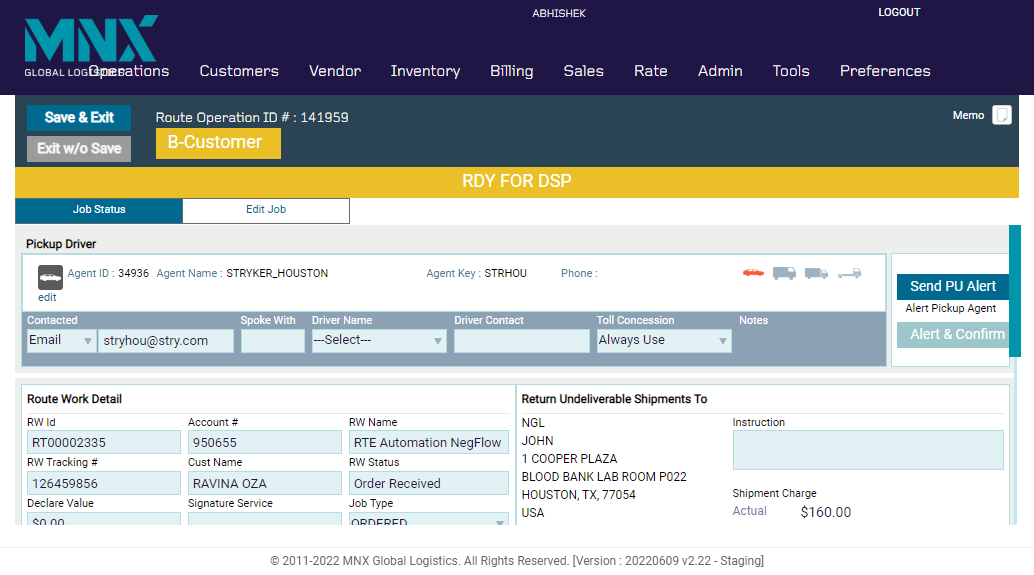 ABHISHEK
LOGOUT
MNX
GLOBAL LOGISTICS
Operations Customers Vendor Inventory Billing Sales Rate Admin Tools Preferences
Save & Exit
Route Operation ID # : 141959
Memo
Exit w/o Save
B-Customer
RDY FOR DSP
Job Status Edit Job
Pickup Driver
Agent ID : 34936 Agent Name : STRYKER_HOUSTON Agent Key : STRHOU Phone :
edit
Send PU Alert
Alert Pickup Agent
Alert & Confirm
Contacted Spoke With Driver Name Driver Contact Toll Concession Notes
Email stryhou@stry.com ---Select--- Always Use
Route Work Detail
RW Id Account # RW Name
RT00002335 950655 RTE Automation NegFlow
RW Tracking # Cust Name RW Status
126459856 RAVINA OZA Order Received
Declare Value Signature Service Job Type
$0.00 ORDERED
Return Undeliverable Shipments To
NGL
JOHN
1 COOPER PLAZA
BLOOD BANK LAB ROOM P022
HOUSTON, TX, 77054
USA
Instruction
Shipment Charge
Actual $160.00
© 2011-2022 MNX Global Logistics. All Rights Reserved. [Version : 20220609 v2.22 - Staging]